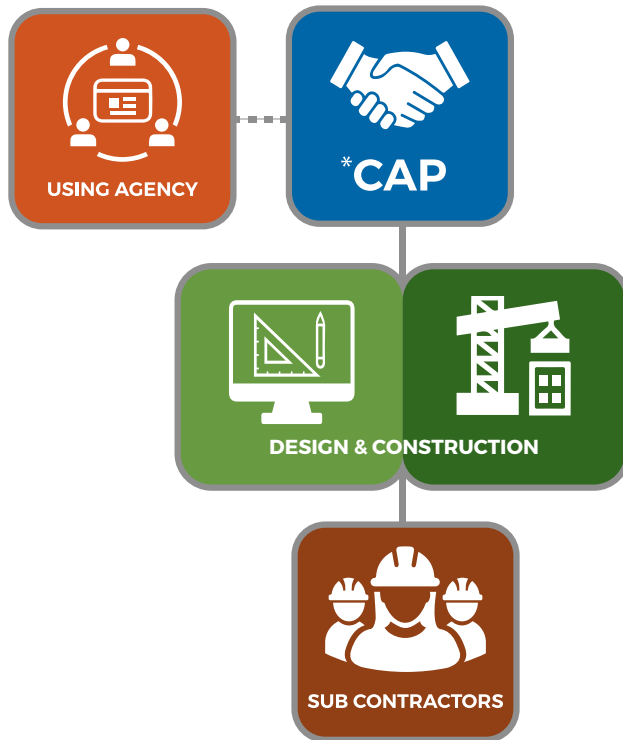 USING AGENCY
*CAP
DESIGN & CONSTRUCTION
SUB CONTRACTORS